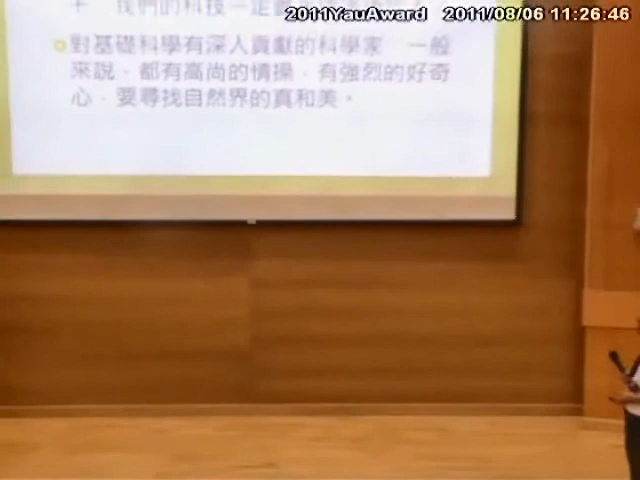 2011YauAward 2011/08/06 11:26:46
我們的科技一定
對基礎科學有深入貢獻的科學家，一般
來說，都有高尚的情操，有強烈的好奇
心，要尋找自然界的真和美。